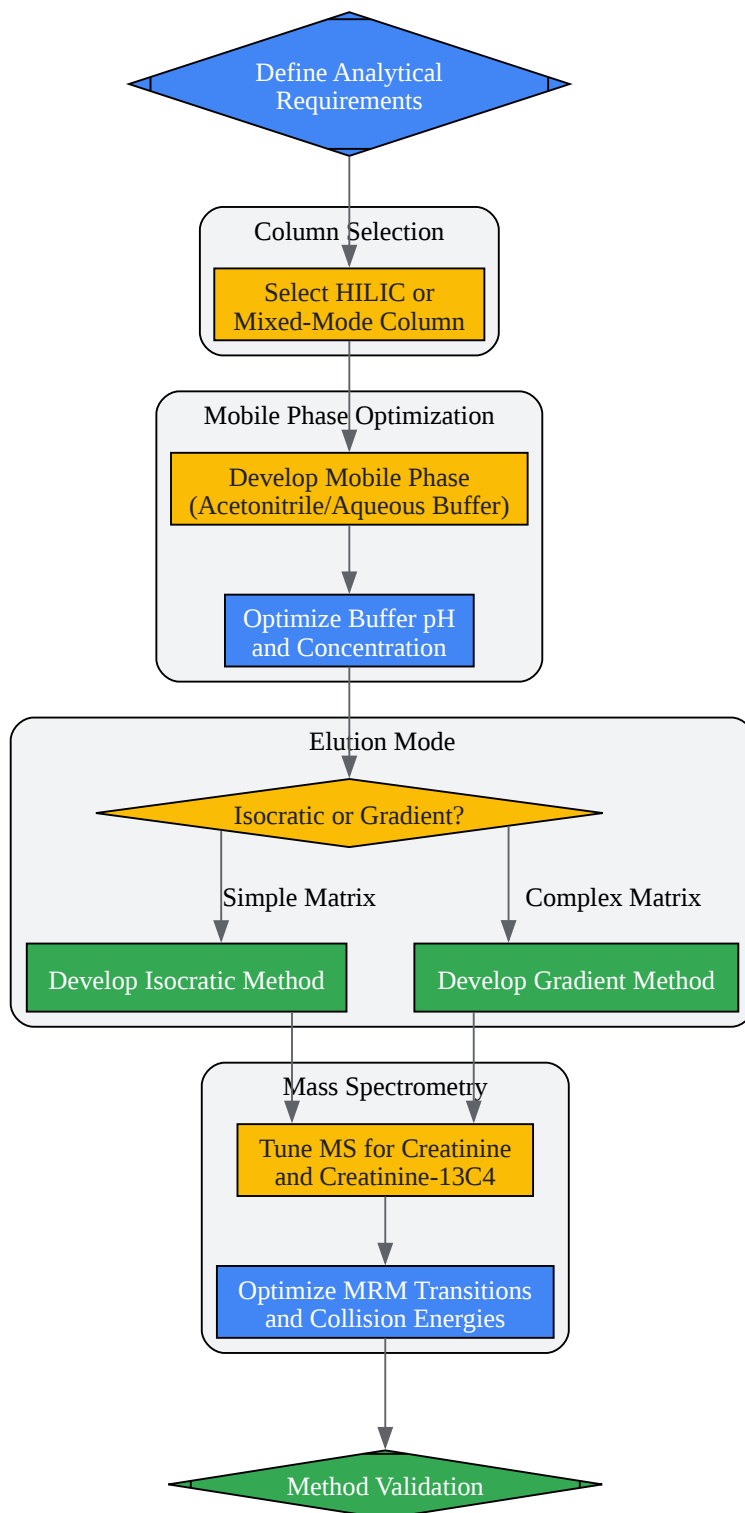 Define Analytical
Requirements
Column Selection
Select HILIC or
Mixed-Mode Column
Mobile Phase Optimization
Develop Mobile Phase
(Acetonitrile/Aqueous Buffer)
Optimize Buffer pH
and Concentration
Elution Mode
Isocratic or Gradient?
Simple Matrix
Complex Matrix
Develop Isocratic Method
Develop Gradient Method
Mass Spectrometry
Tune MS for Creatinine
and Creatinine-13C4
Optimize MRM Transitions
and Collision Energies
Method Validation